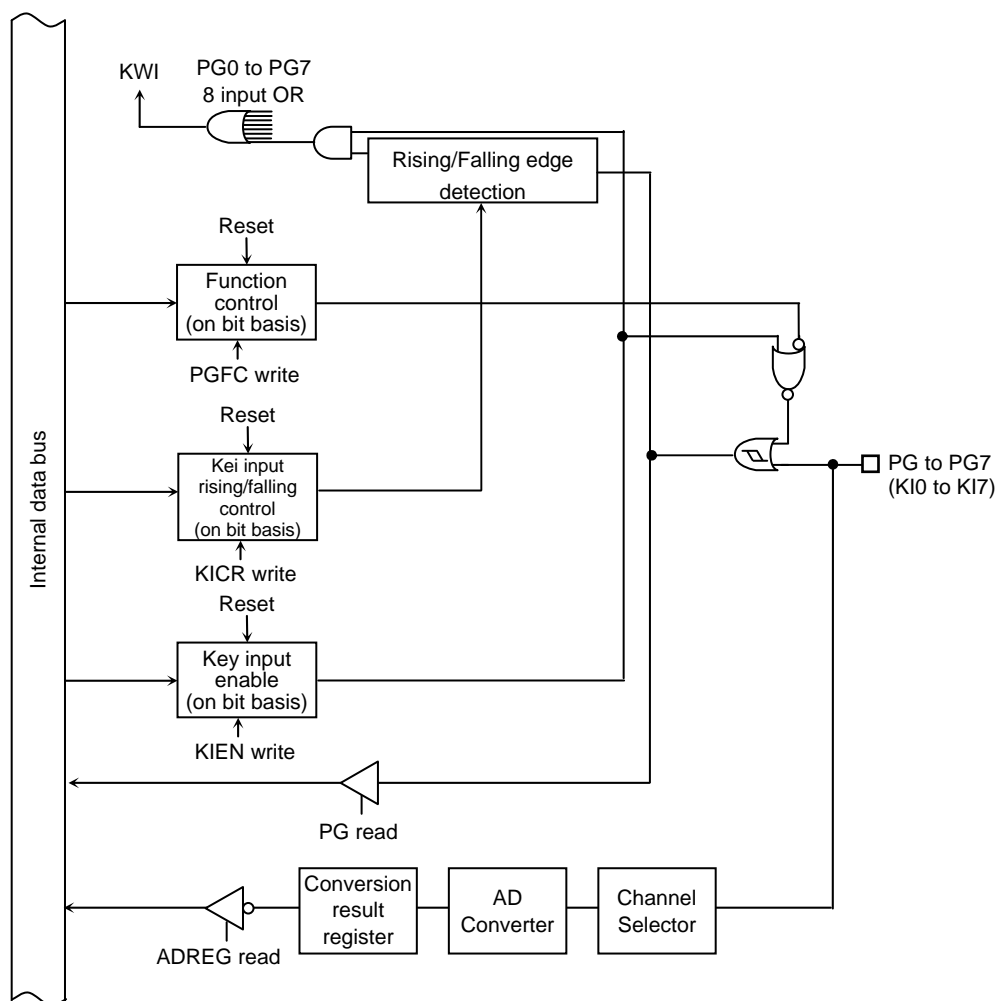 KWI
PG0 to PG7
8 input OR
Rising/Falling edge
detection
Reset
Function
control
(on bit basis)
PGFC write
Reset
Kei input
rising/falling
control
(on bit basis)
KICR write
PG to PG7
(KI0 to KI7)
Internal data bus
Reset
Key input
enable
(on bit basis)
KIEN write
PG read
Conversion
result
register
AD
Converter
Channel
Selector
ADREG read